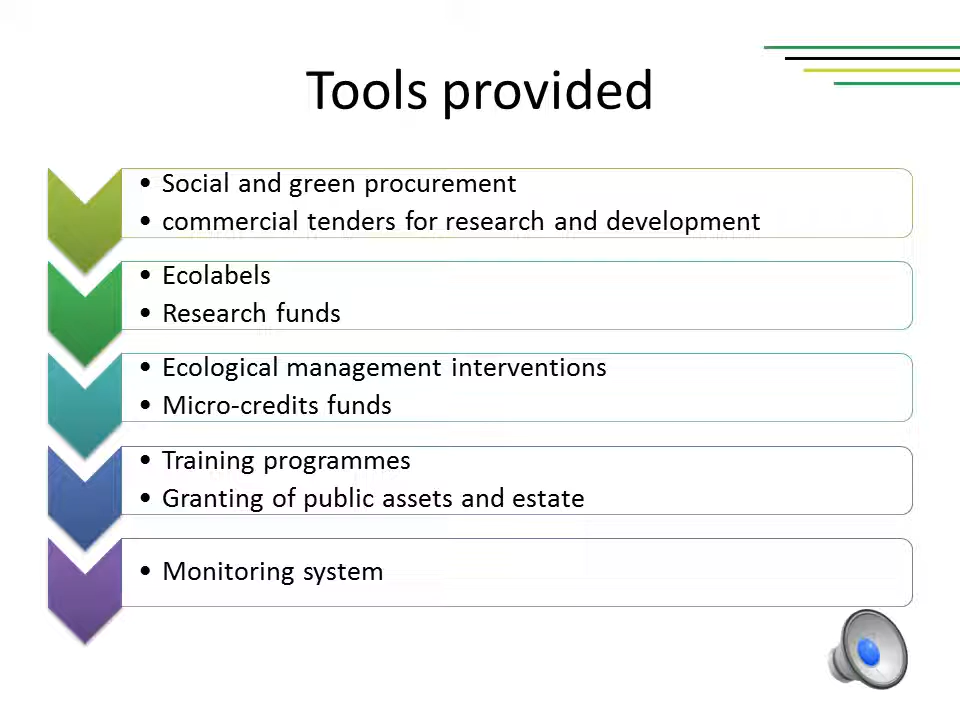 Tools provided
• Social and green procurement
• commercial tenders for research and development
• Ecolabels
• Research funds
• Ecological management interventions
• Micro-credits funds
• Training programmes
• Granting of public assets and estate
• Monitoring system